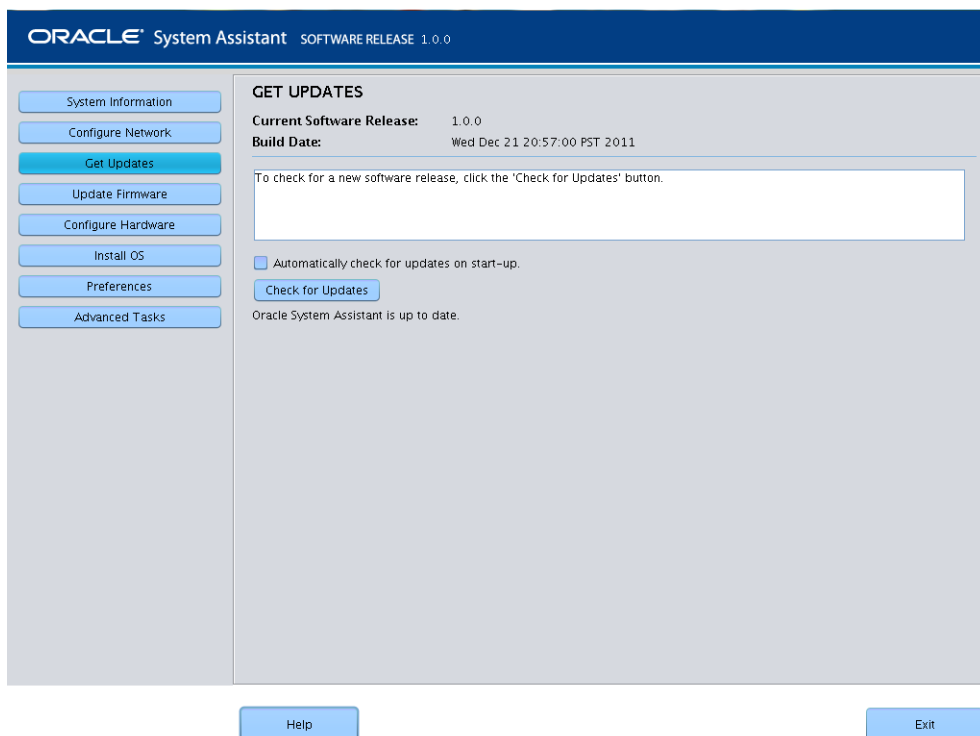 ORACLE System Assistant SOFTWARE RELEASE 1.0.0
System Information
Configure Network
Get Updates
Update Firmware
Configure Hardware
Install OS
Preferences
Advanced Tasks
GET UPDATES
Current Software Release: 1.0.0
Build Date: Wed Dec 21 20:57:00 PST 2011
To check for a new software release, click the 'Check for Updates' button.
Automatically check for updates on start-up.
Check for Updates
Oracle System Assistant is up to date.
Help
Exit